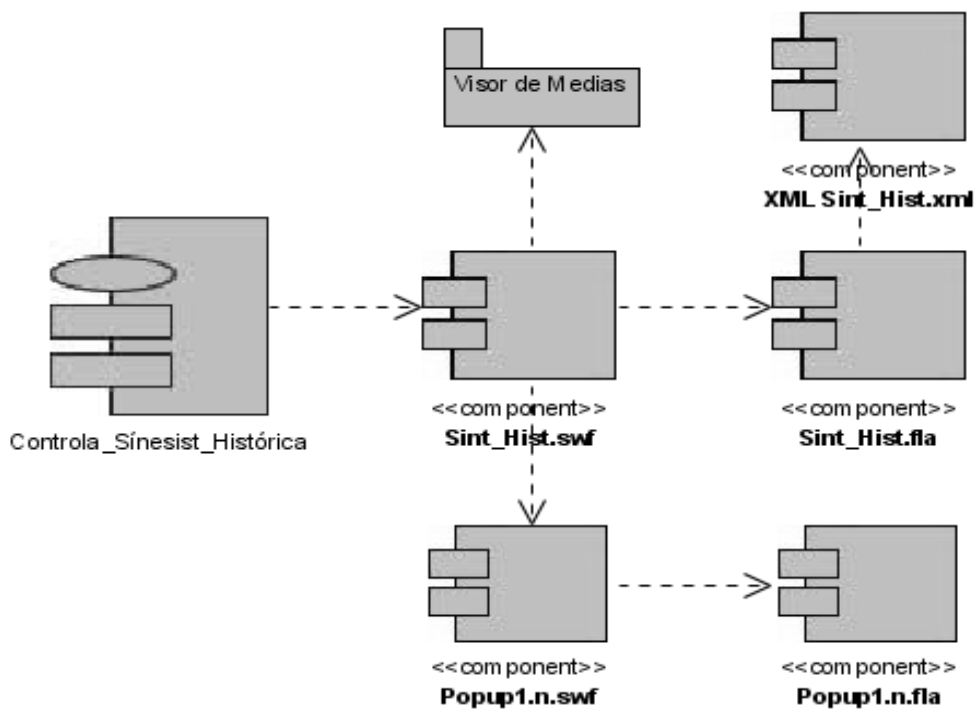 Visor de Medias
<<component>>
XML Sint_Hist.xml
Controla_Sínesist_Histórica
<<component>>
Sint_Hist.swf
<<component>>
Sint_Hist.fla
<<component>>
Popup1.n.swf
<<component>>
Popup1.n.fla